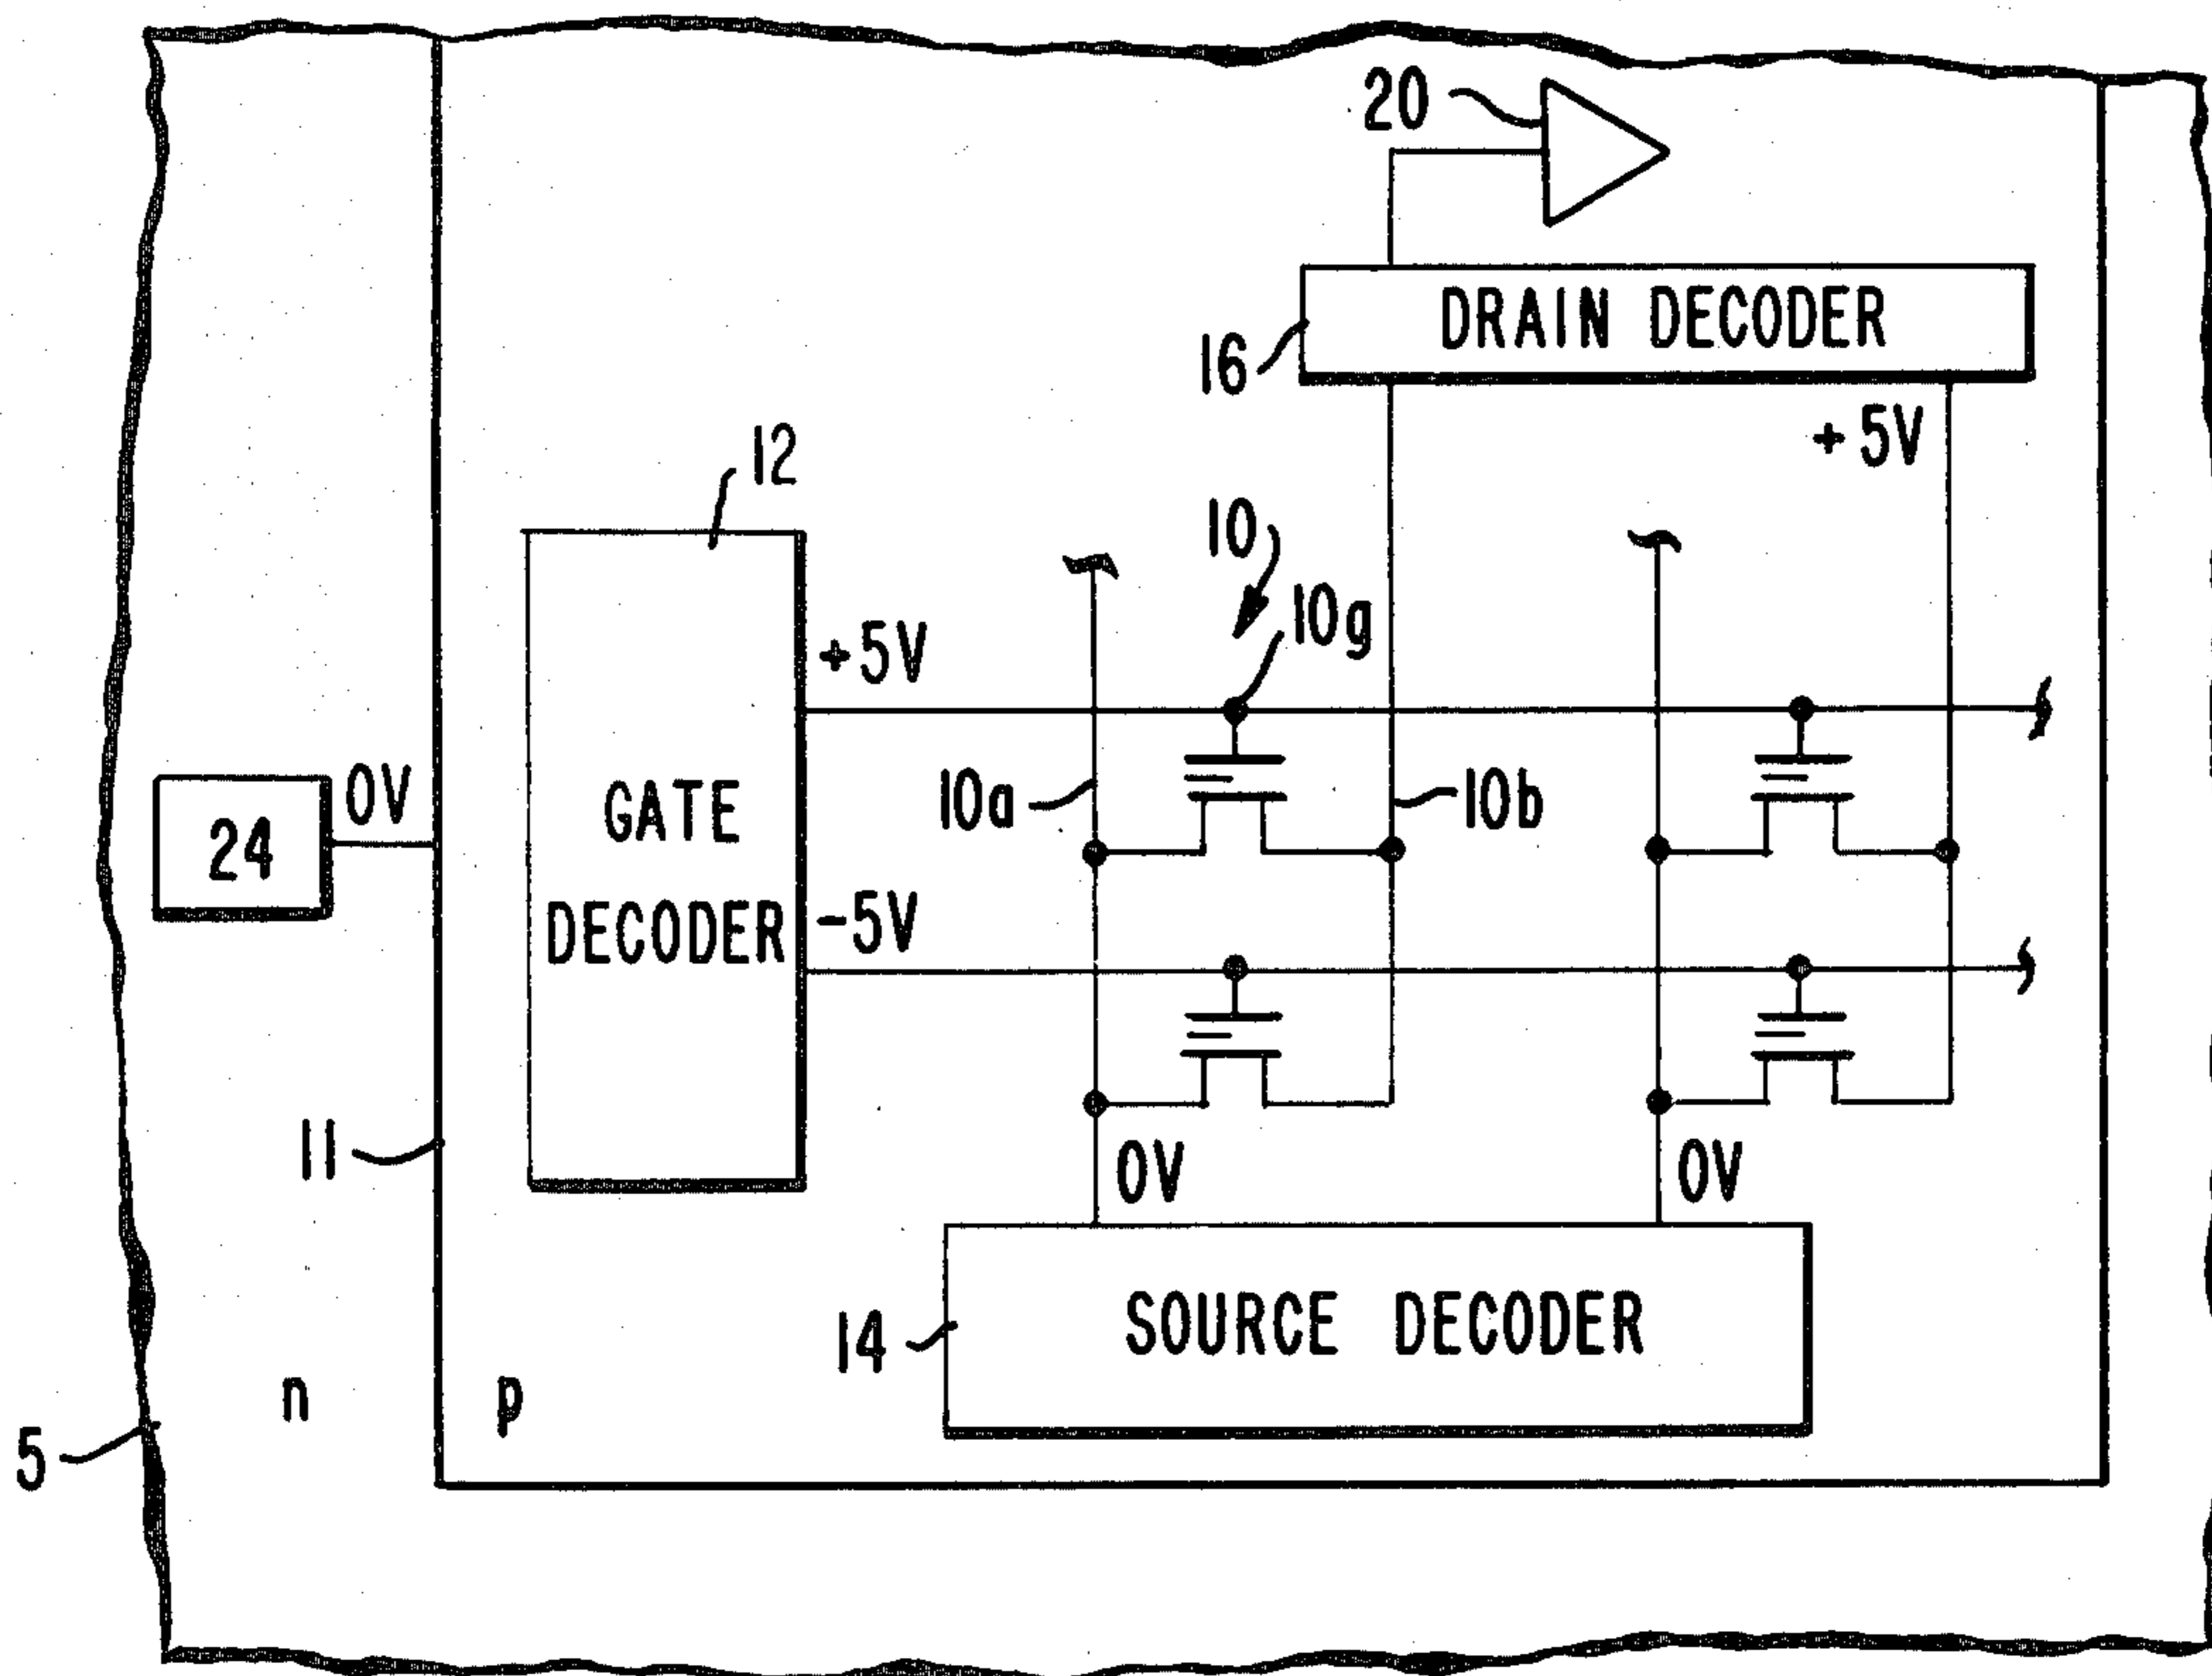 20
DRAIN DECODER
16
+5V
12
10
10g
+5V
0V
24
GATE
DECODER
10a
10b
-5V
11
0V
0V
14
SOURCE DECODER
n
p
5